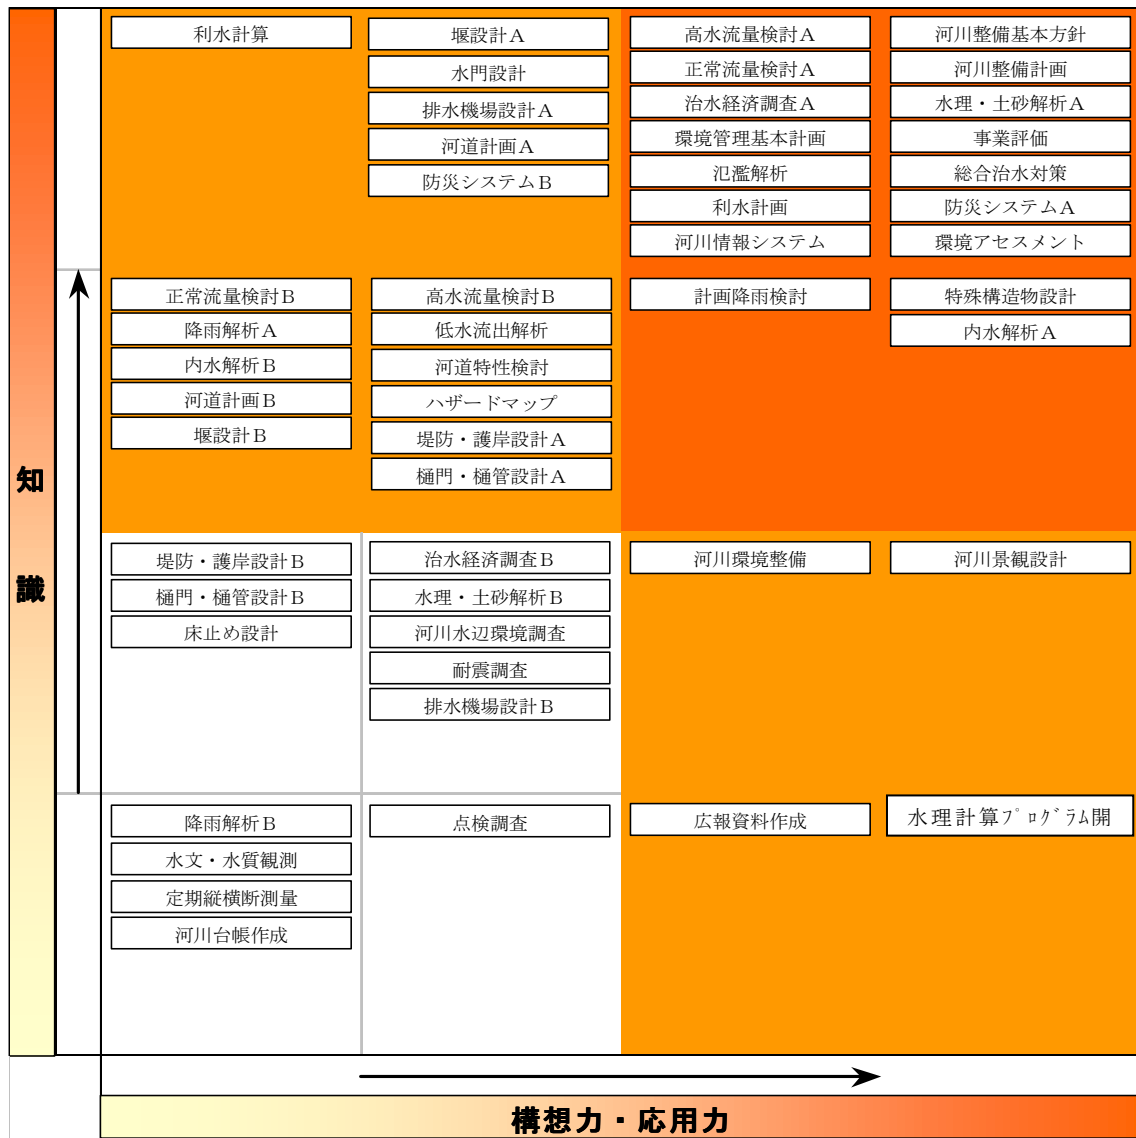 利水計算
堰設計A
水門設計
排水機場設計A
河道計画A
防災システムB
高水流量検討A
正常流量検討A
治水経済調査A
環境管理基本計画
氾濫解析
利水計画
河川情報システム
河川整備基本方針
河川整備計画
水理・土砂解析A
事業評価
総合治水対策
防災システムA
環境アセスメント
正常流量検討B
降雨解析A
内水解析B
河道計画B
堰設計B
高水流量検討B
低水流出解析
河道特性検討
ハザードマップ
堤防・護岸設計A
樋門・樋管設計A
計画降雨検討
特殊構造物設計
内水解析A
知
識
堤防・護岸設計B
樋門・樋管設計B
床止め設計
治水経済調査B
水理・土砂解析B
河川水辺環境調査
耐震調査
排水機場設計B
河川環境整備
河川景観設計
降雨解析B
水文・水質観測
定期縦横断測量
河川台帳作成
点検調査
広報資料作成
水理計算ﾌﾟﾛｸﾞﾗﾑ開
構想力・応用力